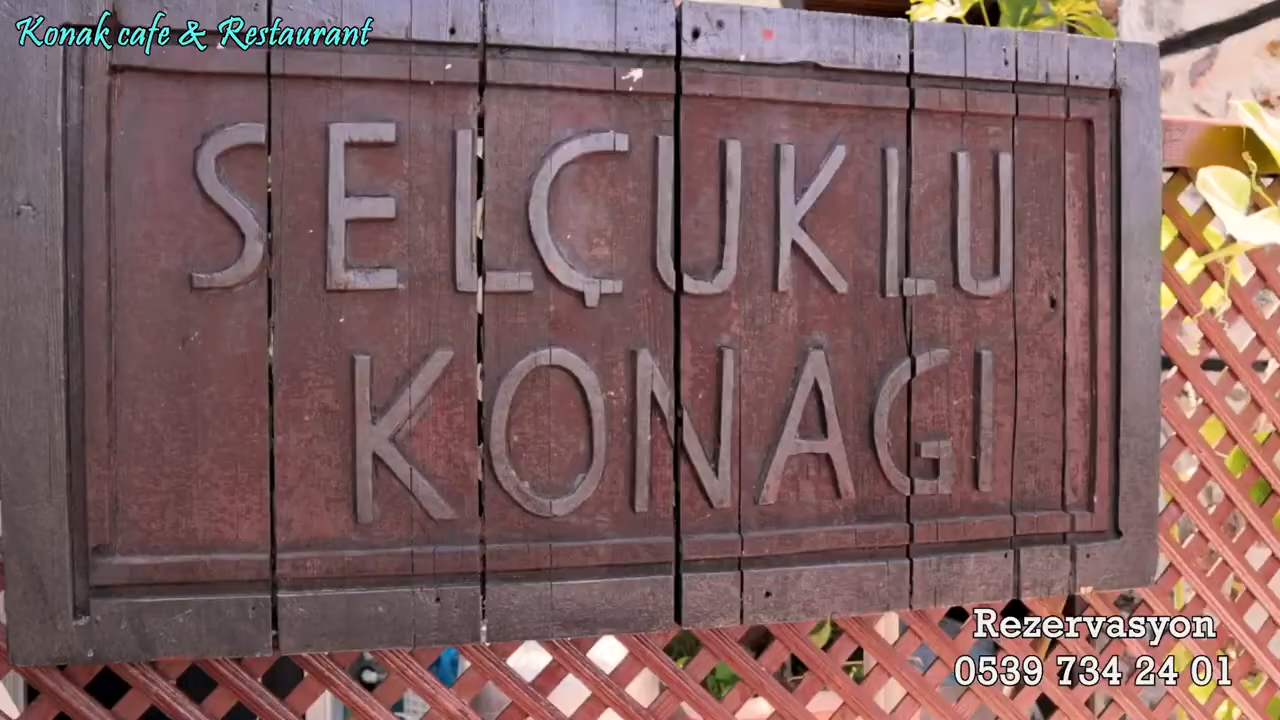 Konak cafe & Restaurant
SELÇUKLU
KONAGI
Rezervasyon
0539 734 24 01